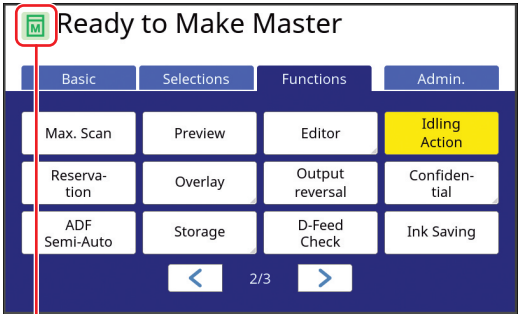 M
Ready to Make Master
Basic
Selections
Functions
Admin.
Max. Scan
Preview
Editor
Idling
Action
Reserva-
tion
Overlay
Output
reversal
Confiden-
tial
ADF
Semi-Auto
Storage
D-Feed
Check
Ink Saving
2/3